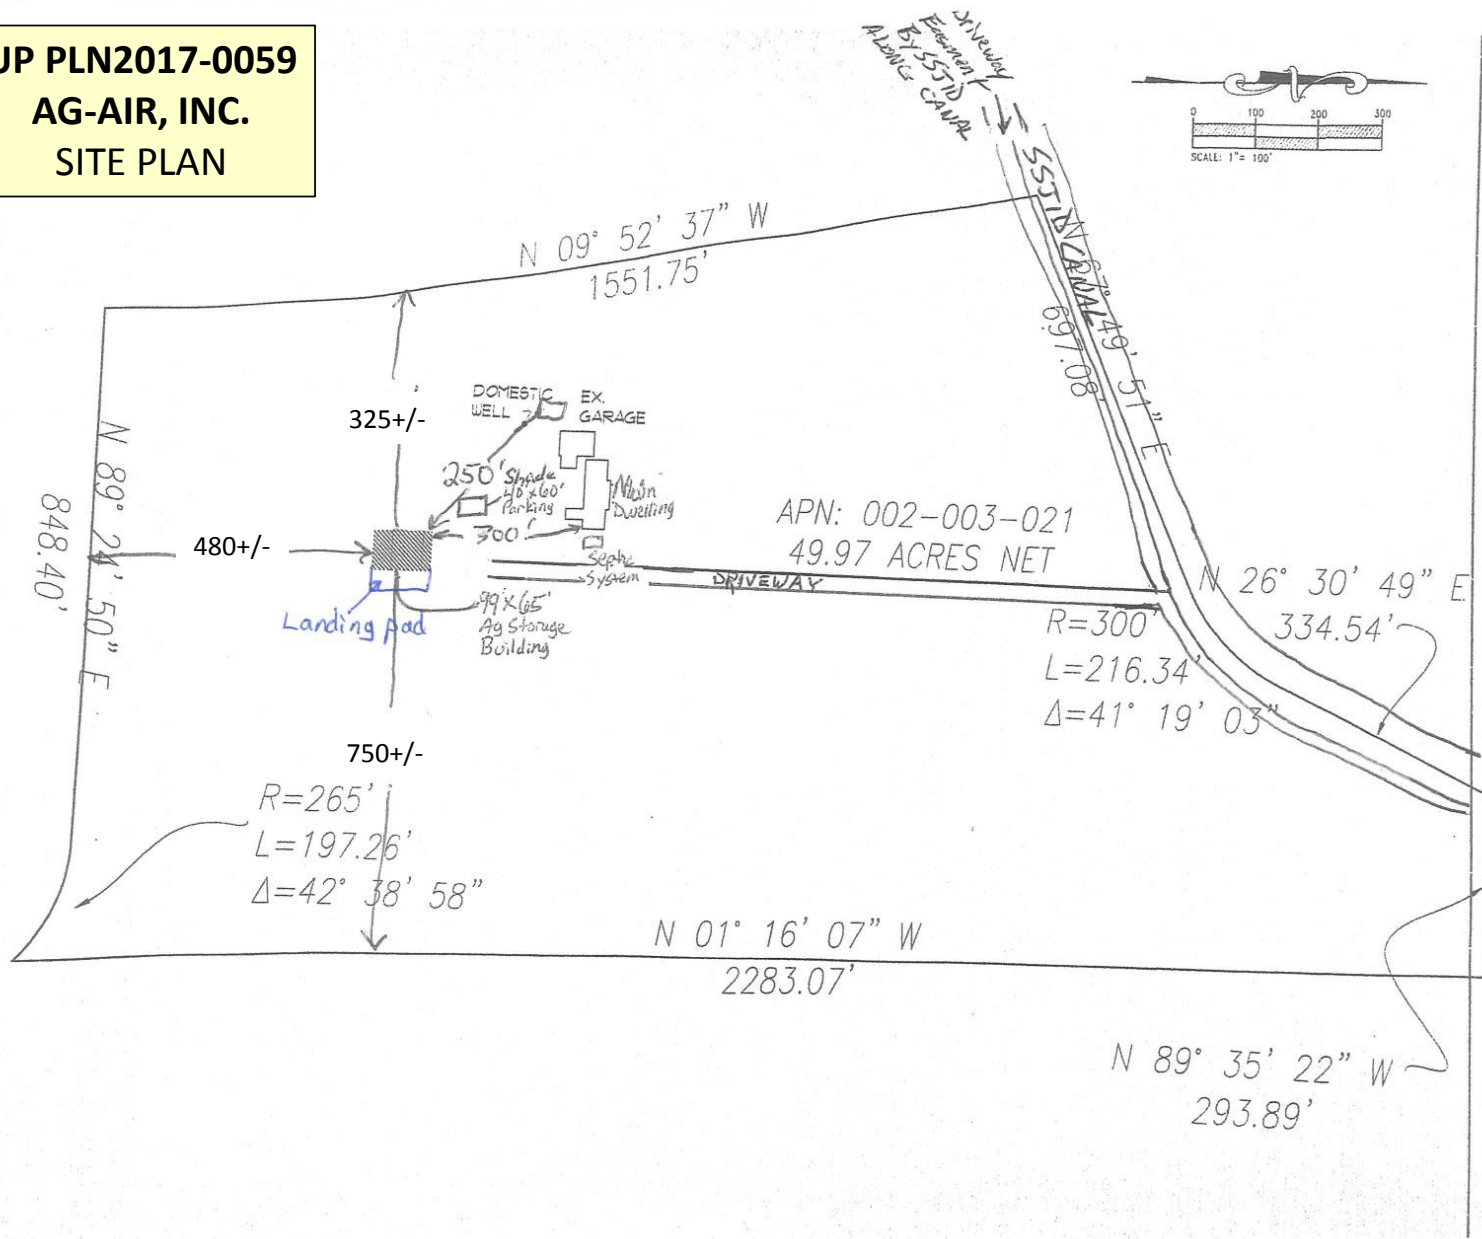 UP PLN2017-0059
AG-AIR, INC.
SITE PLAN
Driveway
Easment
By SSJID
ALONG CANAL
0 100 200 300
SCALE: 1"= 100'
SSJID CANAL
N 67° 49' 51" E
697.08'
N 09° 52' 37" W
1551.75'
325+/-
DOMESTIC
WELL
EX.
GARAGE
250'
Shade
40'x60'
Parking
Main
Dwelling
300'
480+/-
N 89° 24' 50" E
848.40'
Septic
System
DRIVEWAY
APN: 002-003-021
49.97 ACRES NET
Landing pad
99'x65'
Ag Storage
Building
N 26° 30' 49" E
334.54'
R=300'
L=216.34'
Δ=41° 19' 03"
750+/-
R=265'
L=197.26'
Δ=42° 38' 58"
N 01° 16' 07" W
2283.07'
N 89° 35' 22" W
293.89'